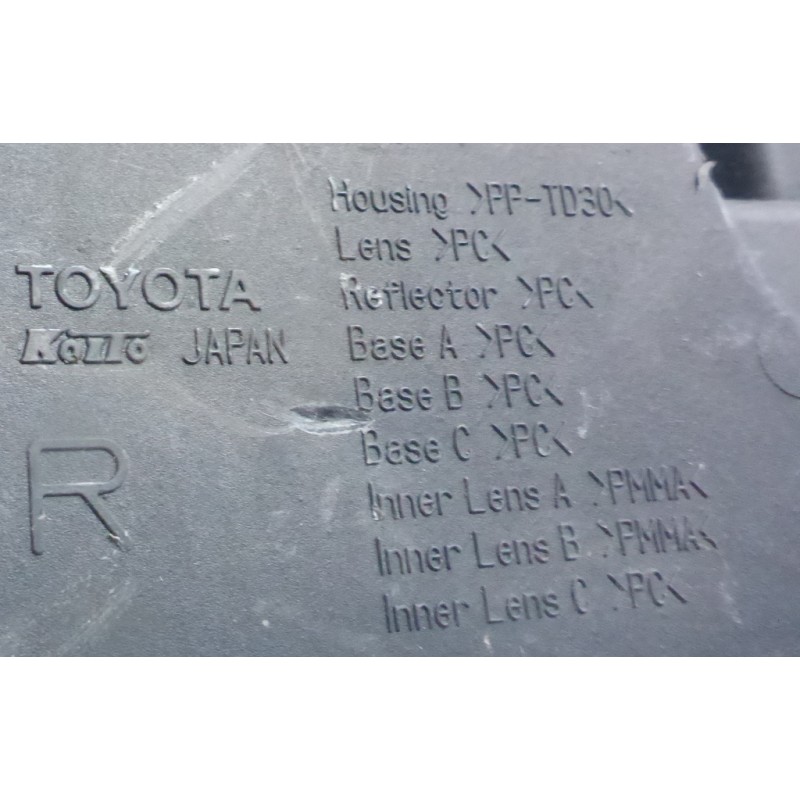 TOYOTA
KOITO JAPAN
R
Housing >PP-TD30<
Lens >PC<
Reflector >PC<
Base A >PC<
Base B >PC<
Base C >PC<
Inner Lens A >PMMA<
Inner Lens B >PMMA<
Inner Lens C >PC<